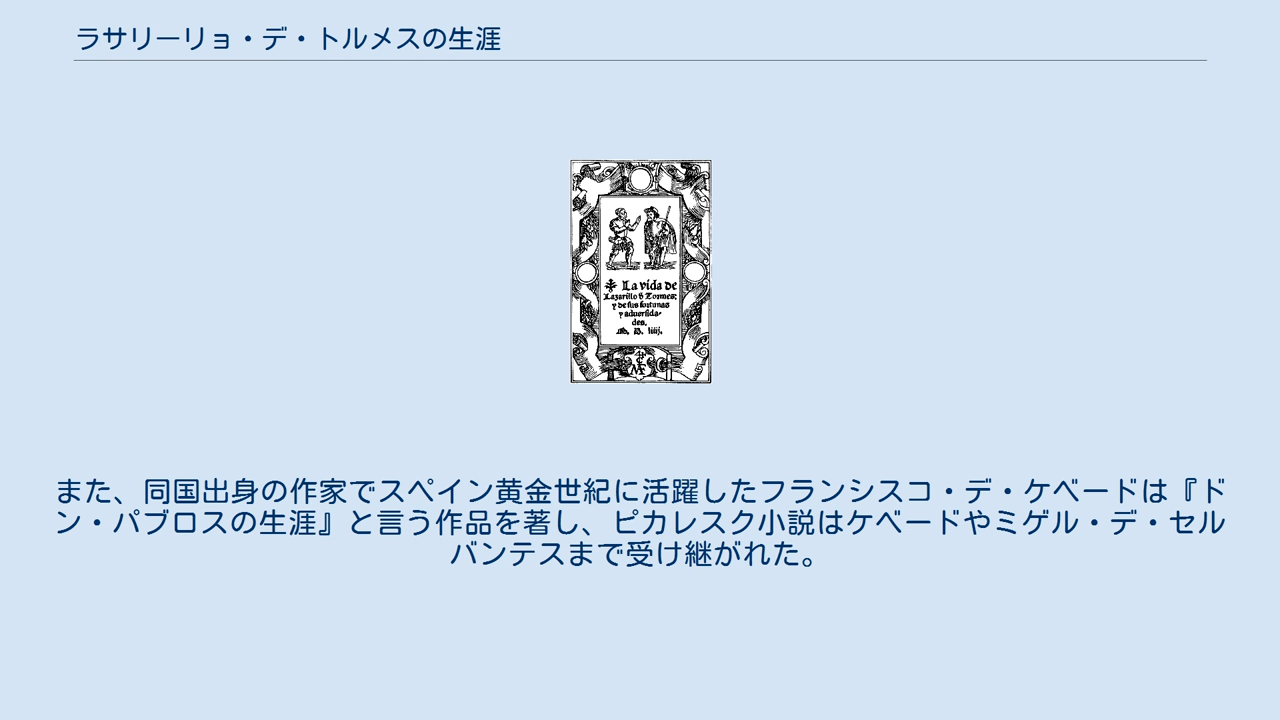 ラサリーリョ・デ・トルメスの生涯
La vida de
Lazarillo d Tormes:
y de sus fortunas
y aduersida-
des.
M. D. liiij.
また、同国出身の作家でスペイン黄金世紀に活躍したフランシスコ・デ・ケベードは『ド
ン・パブロスの生涯』と言う作品を著し、ピカレスク小説はケベードやミゲル・デ・セル
バンテスまで受け継がれた。